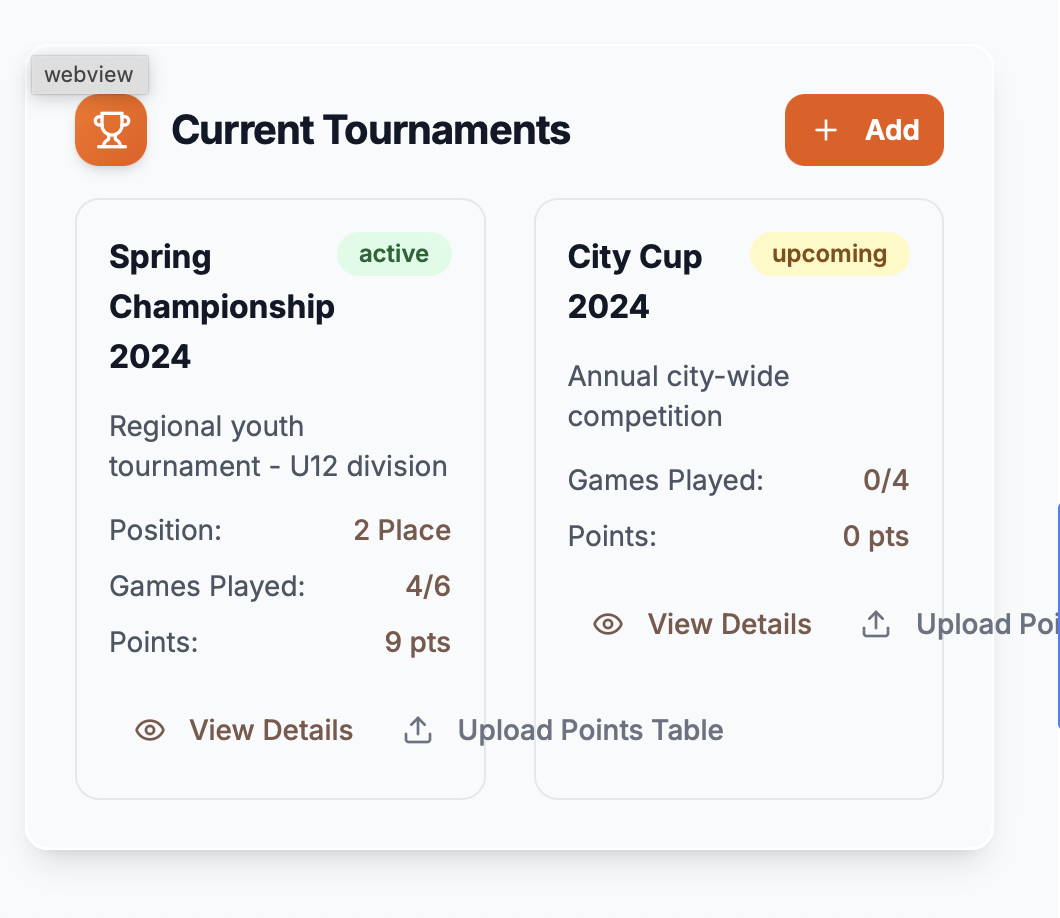 webview
Current Tournaments
Add
Spring
Championship
2024
active
Regional youth
tournament - U12 division
Position: 2 Place
Games Played: 4/6
Points: 9 pts
View Details
Upload Points Table
City Cup
2024
upcoming
Annual city-wide
competition
Games Played: 0/4
Points: 0 pts
View Details
Upload